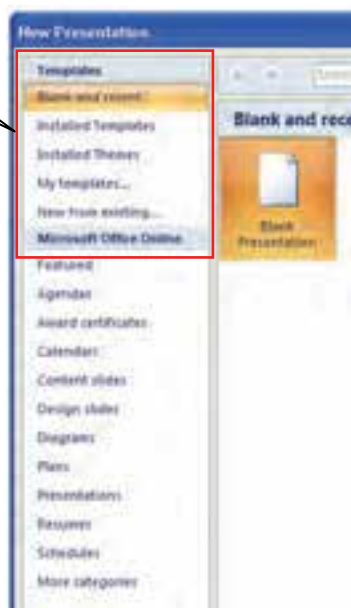 New Presentation
Templates
Blank and recent
Installed Templates
Installed Themes
My templates...
New from existing...
Microsoft Office Online
Featured
Agendas
Award certificates
Calendars
Content slides
Design slides
Diagrams
Plans
Presentations
Resumes
Schedules
More categories
Blank and rece
Blank
Presentation